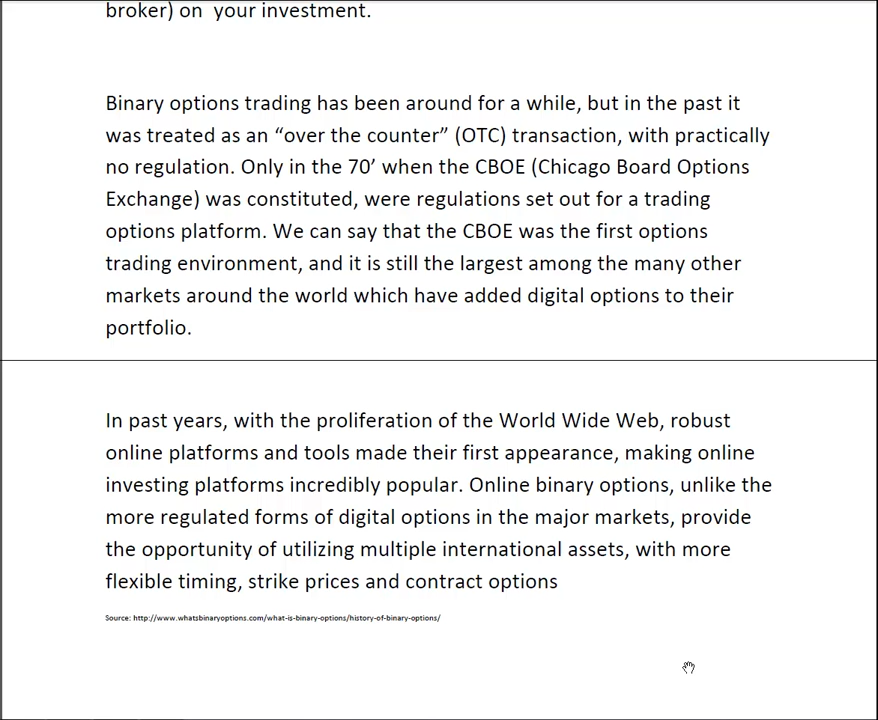 broker) on  your investment.
Binary options trading has been around for a while, but in the past it
was treated as an “over the counter” (OTC) transaction, with practically
no regulation. Only in the 70’ when the CBOE (Chicago Board Options
Exchange) was constituted, were regulations set out for a trading
options platform. We can say that the CBOE was the first options
trading environment, and it is still the largest among the many other
markets around the world which have added digital options to their
portfolio.
In past years, with the proliferation of the World Wide Web, robust
online platforms and tools made their first appearance, making online
investing platforms incredibly popular. Online binary options, unlike the
more regulated forms of digital options in the major markets, provide
the opportunity of utilizing multiple international assets, with more
flexible timing, strike prices and contract options
Source: http://www.whatsbinaryoptions.com/what-is-binary-options/history-of-binary-options/